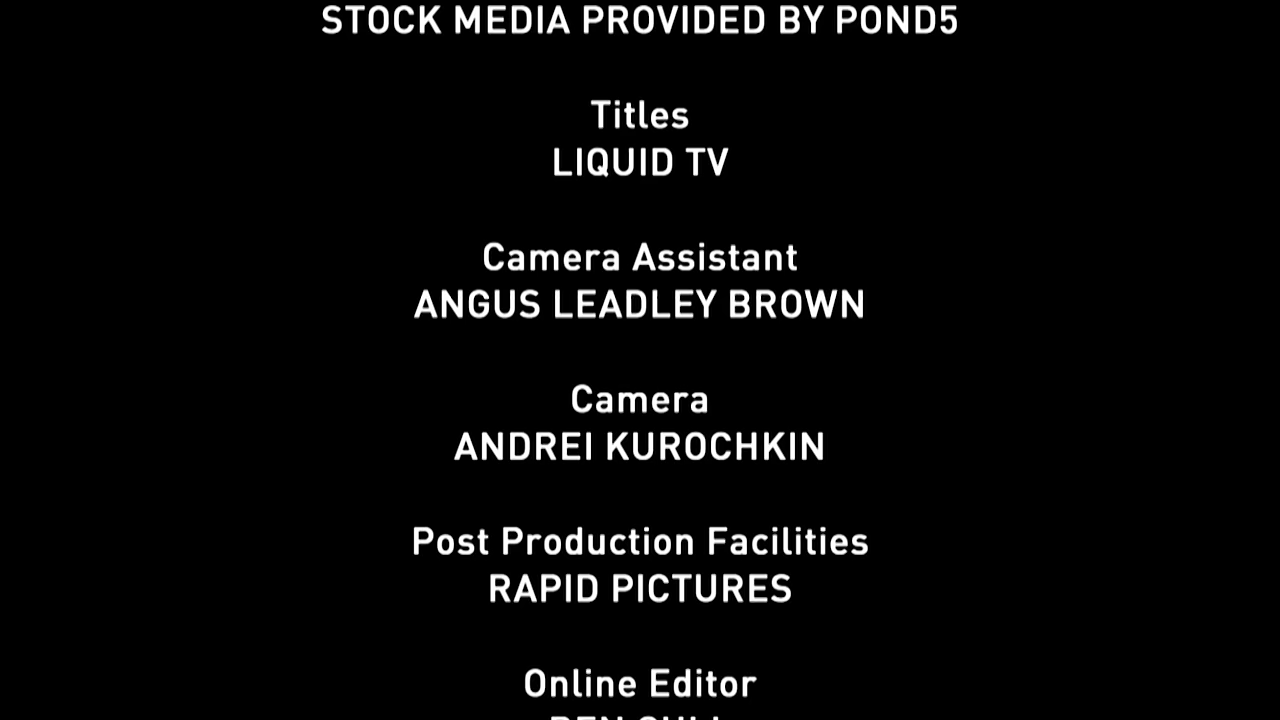 STOCK MEDIA PROVIDED BY POND5
Titles
LIQUID TV
Camera Assistant
ANGUS LEADLEY BROWN
Camera
ANDREI KUROCHKIN
Post Production Facilities
RAPID PICTURES
Online Editor